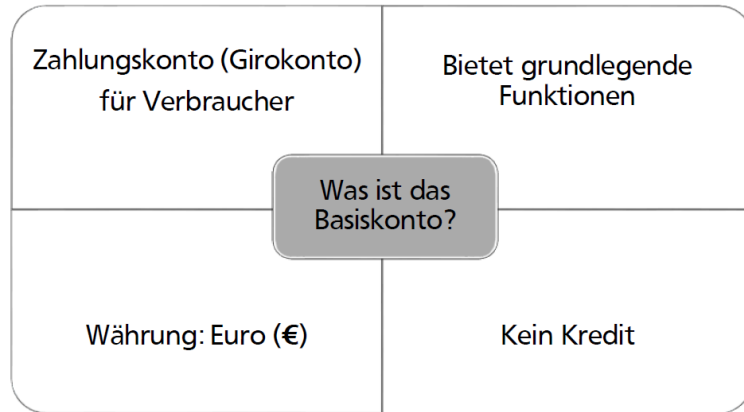 Zahlungskonto (Girokonto)
für Verbraucher
Bietet grundlegende
Funktionen
Was ist das
Basiskonto?
Währung: Euro (€)
Kein Kredit